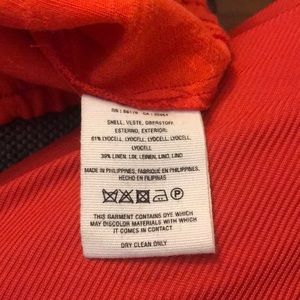 SHELL, VLSTE, OBERSTOFF
ESTERNO, EXTERIOR:
61% LYOCELL, LYOCELL, LYOCELL, LYOCELL,
LYOCELL
39% LINEN, LIN, LEINEN, LINO, LINO
MADE IN PHILIPPINES, FABRIQUE EN PHILIPPINES,
HECHO EN FILIPINAS
P
THIS GARMENT CONTAINS DYE WHICH
MAY DISCOLOR MATERIALS WITH WHICH
IT COMES IN CONTACT
DRY CLEAN ONLY